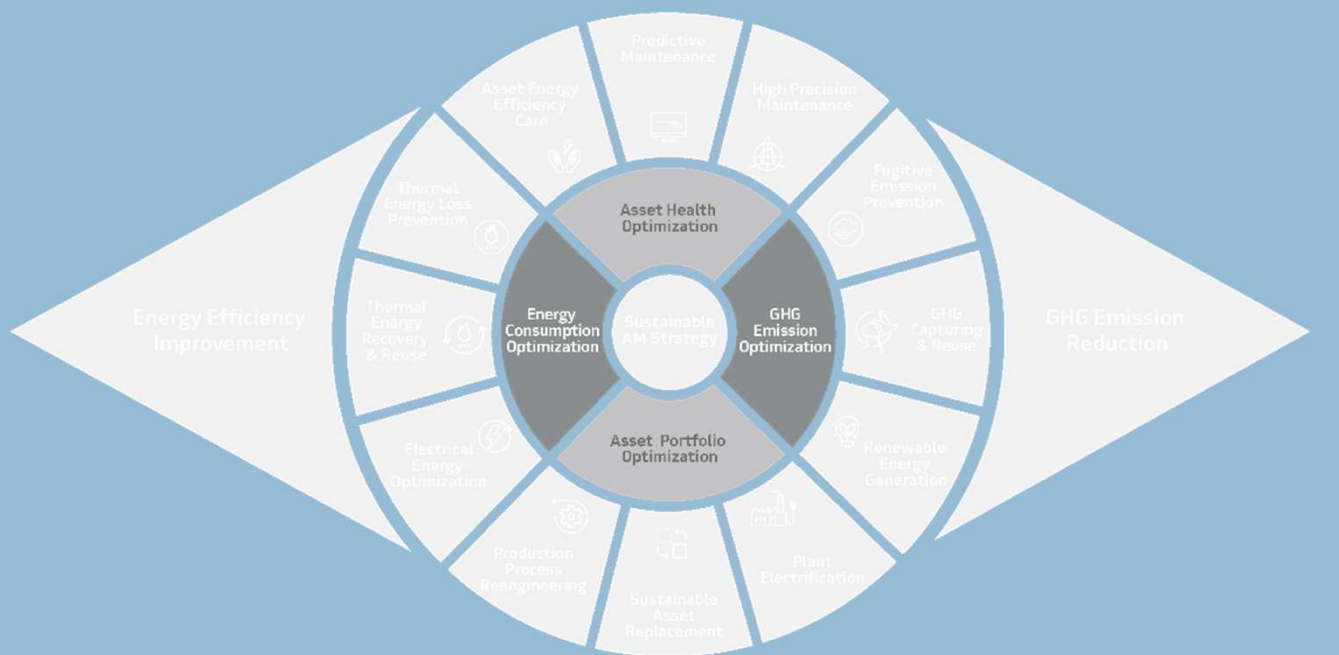 Predictive
Maintenance
Asset Energy
Efficiency
Care
High Precision
Maintenance
Thermal
Energy Loss
Prevention
Fugitive
Emission
Prevention
Asset Health
Optimization
Energy Efficiency
Improvement
Thermal
Energy
Recovery
& Reuse
Energy
Consumption
Optimization
Sustainable
AM Strategy
GHG
Emission
Optimization
GHG
Capturing
& Reuse
GHG Emission
Reduction
Asset Portfolio
Optimization
Electrical
Energy
Optimization
Renewable
Energy
Generation
Production
Process
Reengineering
Sustainable
Asset
Replacement
Plant
Electrification